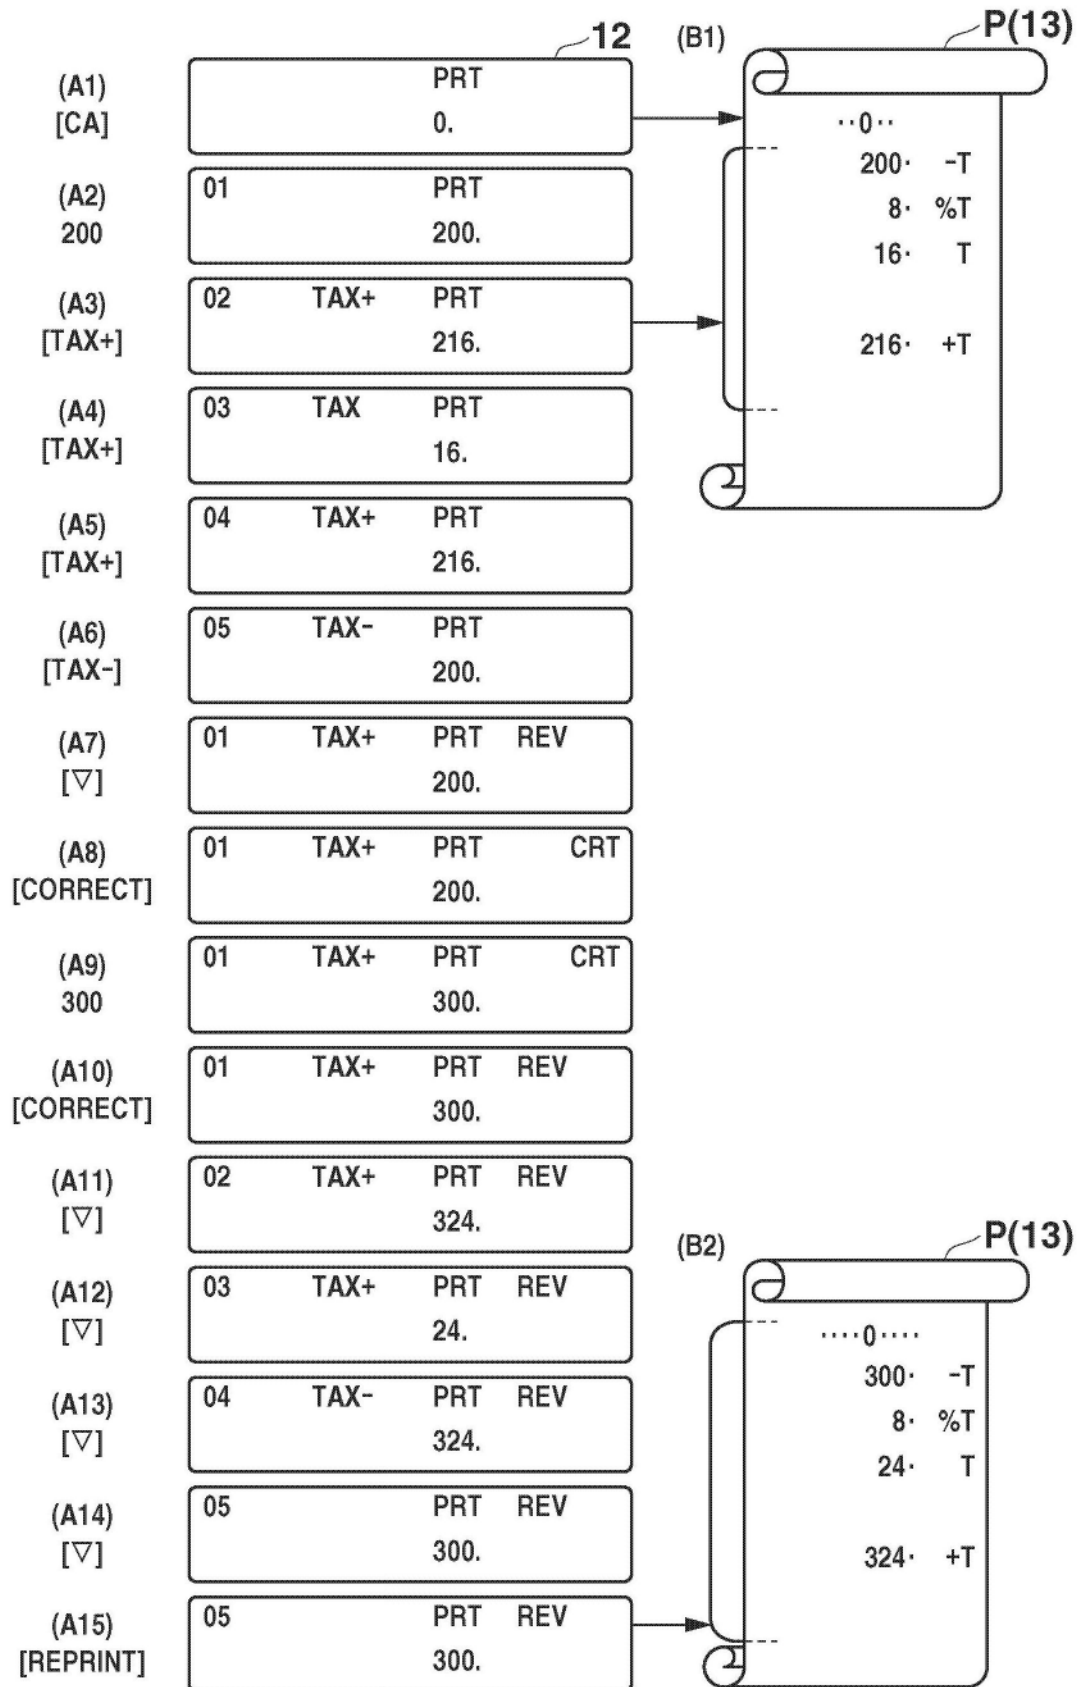 12
(B1)
P(13)
(A1)
[CA]
PRT
0.
(A2)
200
01 PRT
200.
(A3)
[TAX+]
02 TAX+ PRT
216.
(A4)
[TAX+]
03 TAX PRT
16.
(A5)
[TAX+]
04 TAX+ PRT
216.
(A6)
[TAX-]
05 TAX- PRT
200.
(A7)
[▽]
01 TAX+ PRT REV
200.
(A8)
[CORRECT]
01 TAX+ PRT CRT
200.
(A9)
300
01 TAX+ PRT CRT
300.
(A10)
[CORRECT]
01 TAX+ PRT REV
300.
(A11)
[▽]
02 TAX+ PRT REV
324.
(A12)
[▽]
03 TAX+ PRT REV
24.
(A13)
[▽]
04 TAX- PRT REV
324.
(A14)
[▽]
05 PRT REV
300.
(A15)
[REPRINT]
05 PRT REV
300.
··0··
200· -T
8· %T
16· T
216· +T
(B2)
P(13)
····0····
300· -T
8· %T
24· T
324· +T